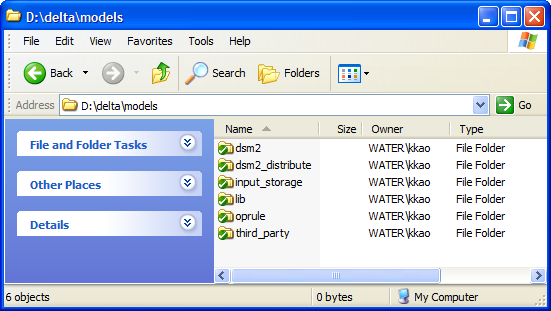 D:\delta\models
File Edit View Favorites Tools Help
Back Search Folders
Address D:\delta\models Go
File and Folder Tasks
Other Places
Details
Name Size Owner Type
dsm2 WATER\kkao File Folder
dsm2_distribute WATER\kkao File Folder
input_storage WATER\kkao File Folder
lib WATER\kkao File Folder
oprule WATER\kkao File Folder
third_party WATER\kkao File Folder
6 objects 0 bytes My Computer